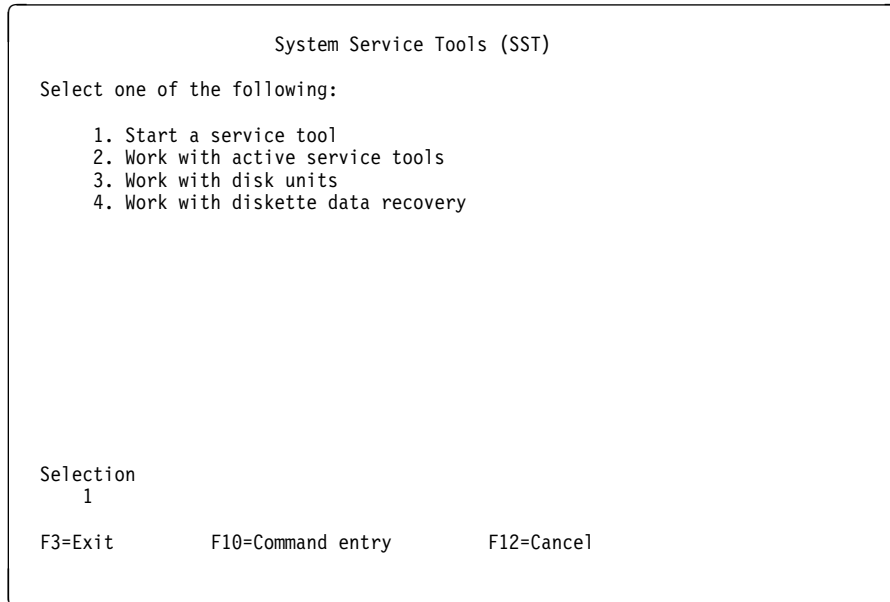 System Service Tools (SST)
Select one of the following:
1. Start a service tool
2. Work with active service tools
3. Work with disk units
4. Work with diskette data recovery
Selection
1
F3=Exit F10=Command entry F12=Cancel